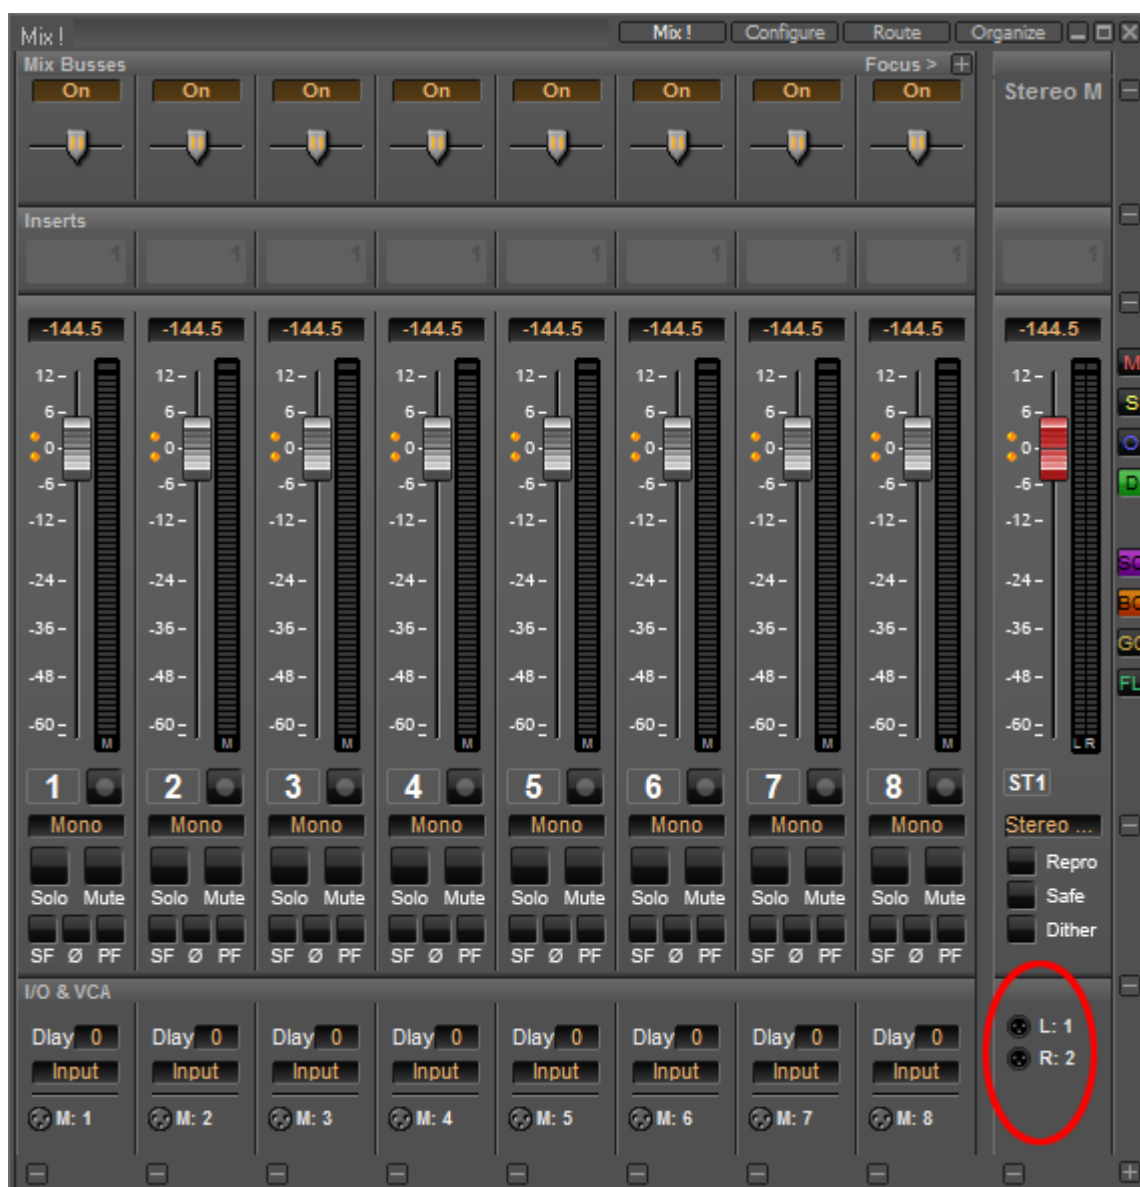 Mix ! Mix ! Configure Route Organize
Mix Busses Focus >
On On On On On On On On Stereo M
Inserts
1 1 1 1 1 1 1 1 1
-144.5 -144.5 -144.5 -144.5 -144.5 -144.5 -144.5 -144.5 -144.5
M
12 12 12 12 12 12 12 12 12
S
6 6 6 6 6 6 6 6 6
O
0 0 0 0 0 0 0 0 0
-6 -6 -6 -6 -6 -6 -6 -6 -6 D
-12 -12 -12 -12 -12 -12 -12 -12 -12
-24 -24 -24 -24 -24 -24 -24 -24 -24
-36 -36 -36 -36 -36 -36 -36 -36 -36
-48 -48 -48 -48 -48 -48 -48 -48 -48 FL
-60 -60 -60 -60 -60 -60 -60 -60 -60
M M M M M M M M L R
1 2 3 4 5 6 7 8 ST1
Mono Mono Mono Mono Mono Mono Mono Mono Stereo ...
Repro
Solo Mute Solo Mute Solo Mute Solo Mute Solo Mute Solo Mute Solo Mute Solo Mute Safe
Dither
SF Ø PF SF Ø PF SF Ø PF SF Ø PF SF Ø PF SF Ø PF SF Ø PF SF Ø PF
I/O & VCA
L: 1
Dlay 0 Dlay 0 Dlay 0 Dlay 0 Dlay 0 Dlay 0 Dlay 0 Dlay 0
R: 2
Input Input Input Input Input Input Input Input
M: 1 M: 2 M: 3 M: 4 M: 5 M: 6 M: 7 M: 8